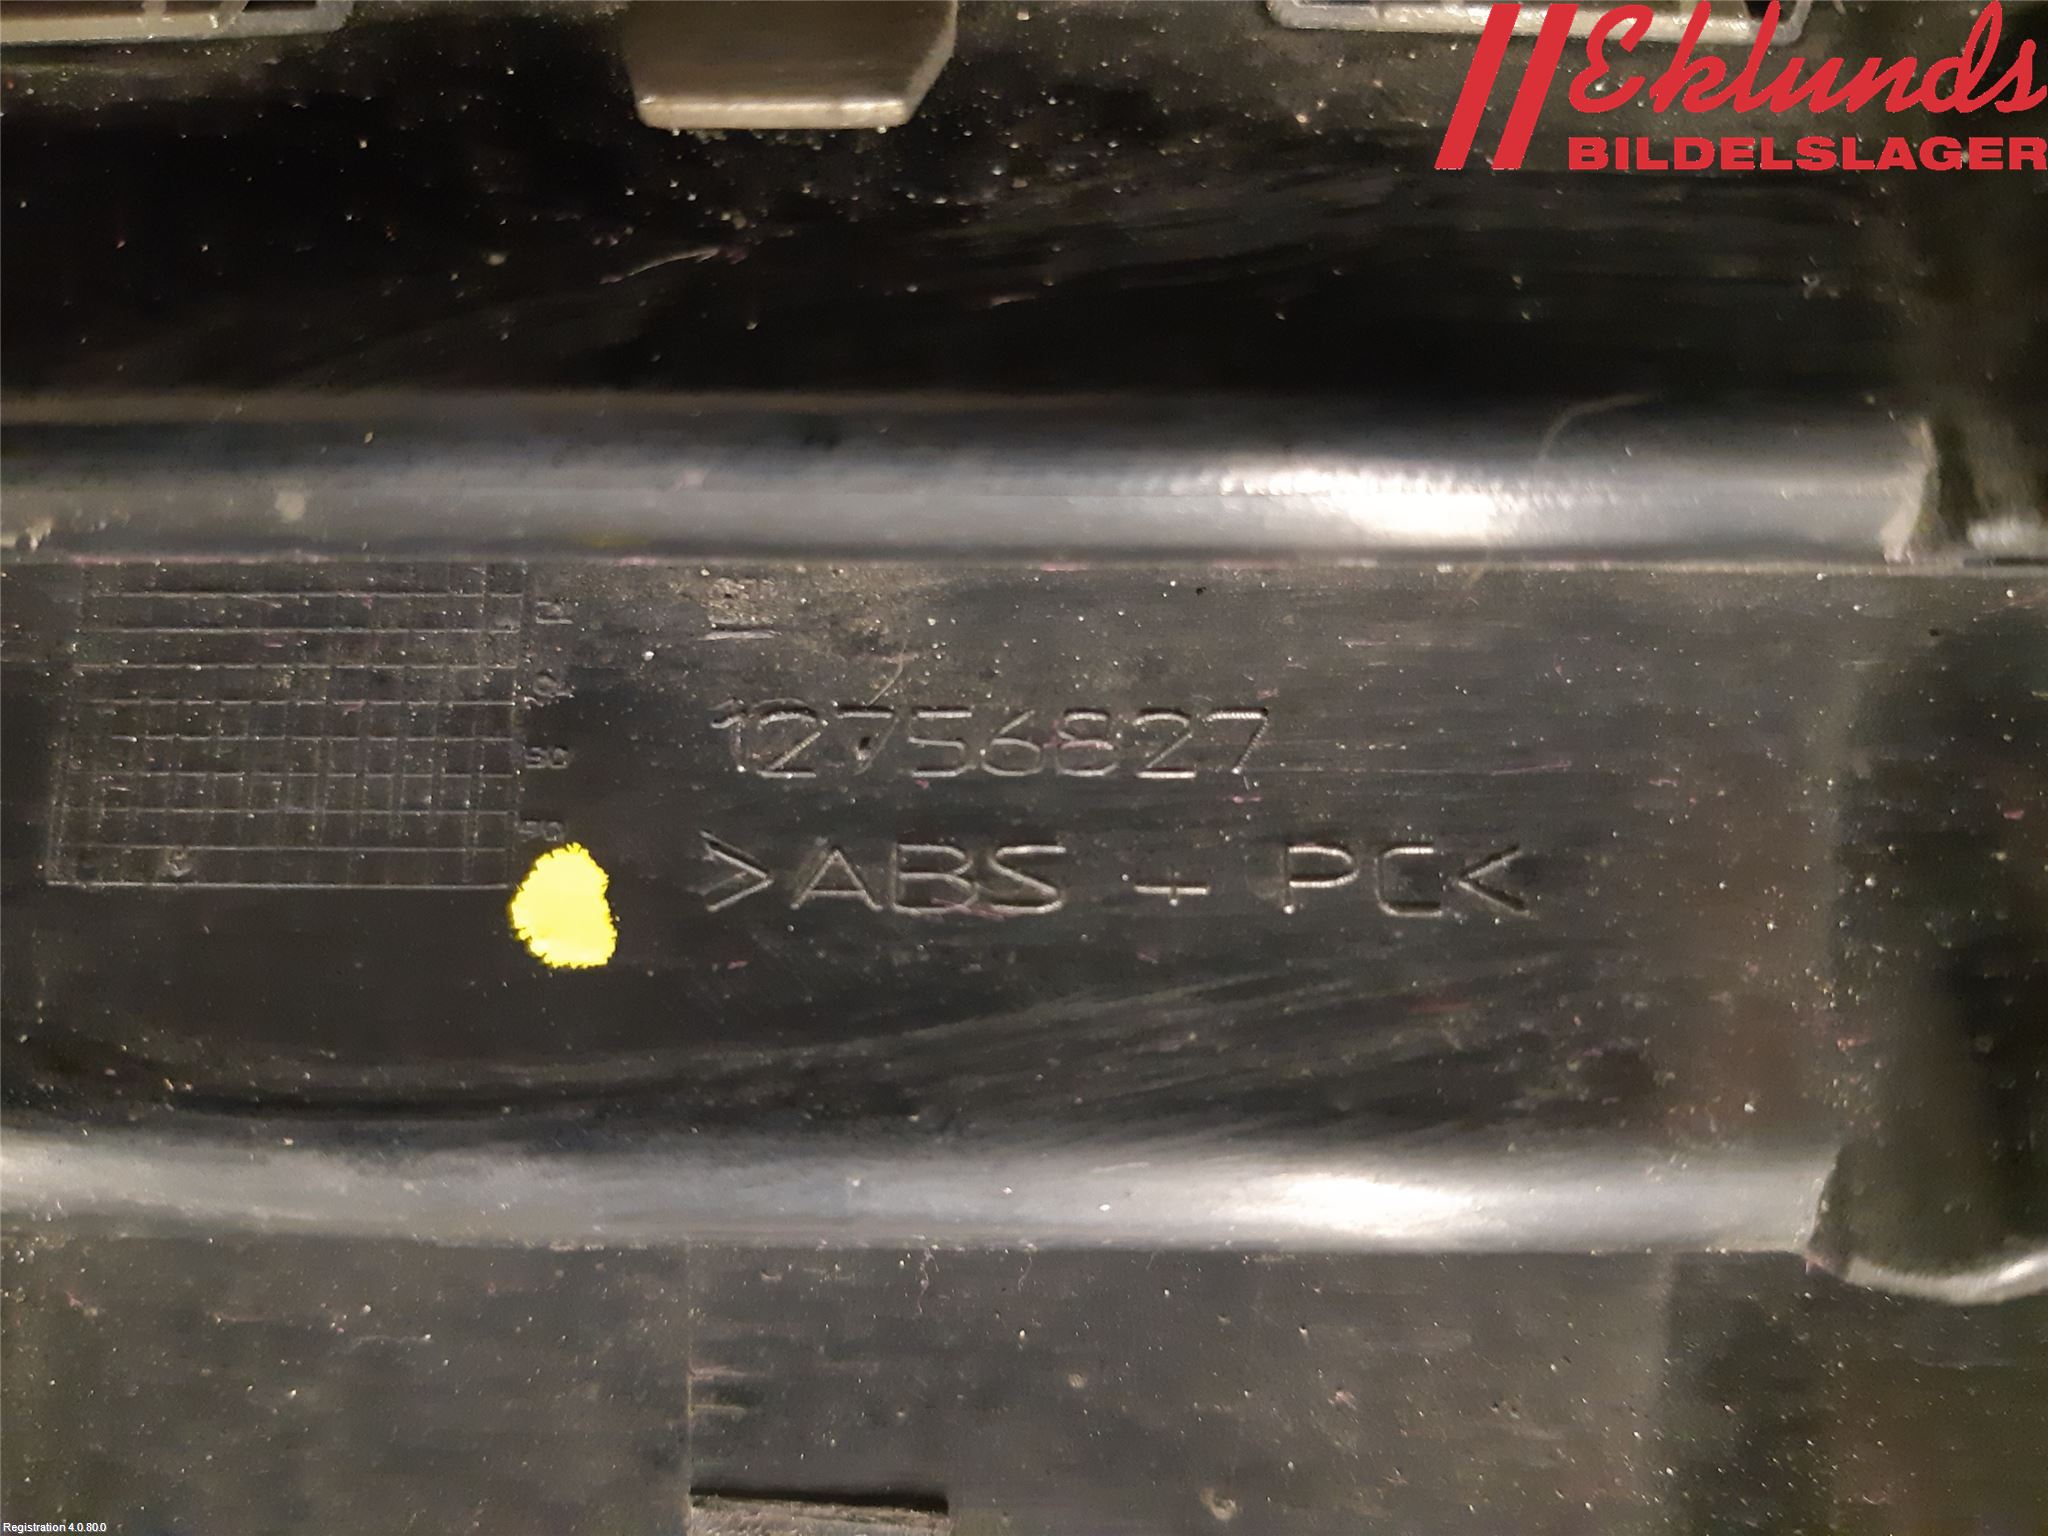 Eklunds
BILDELSLAGER
12756827
>ABS + PC<
Registration 4.0.80.0